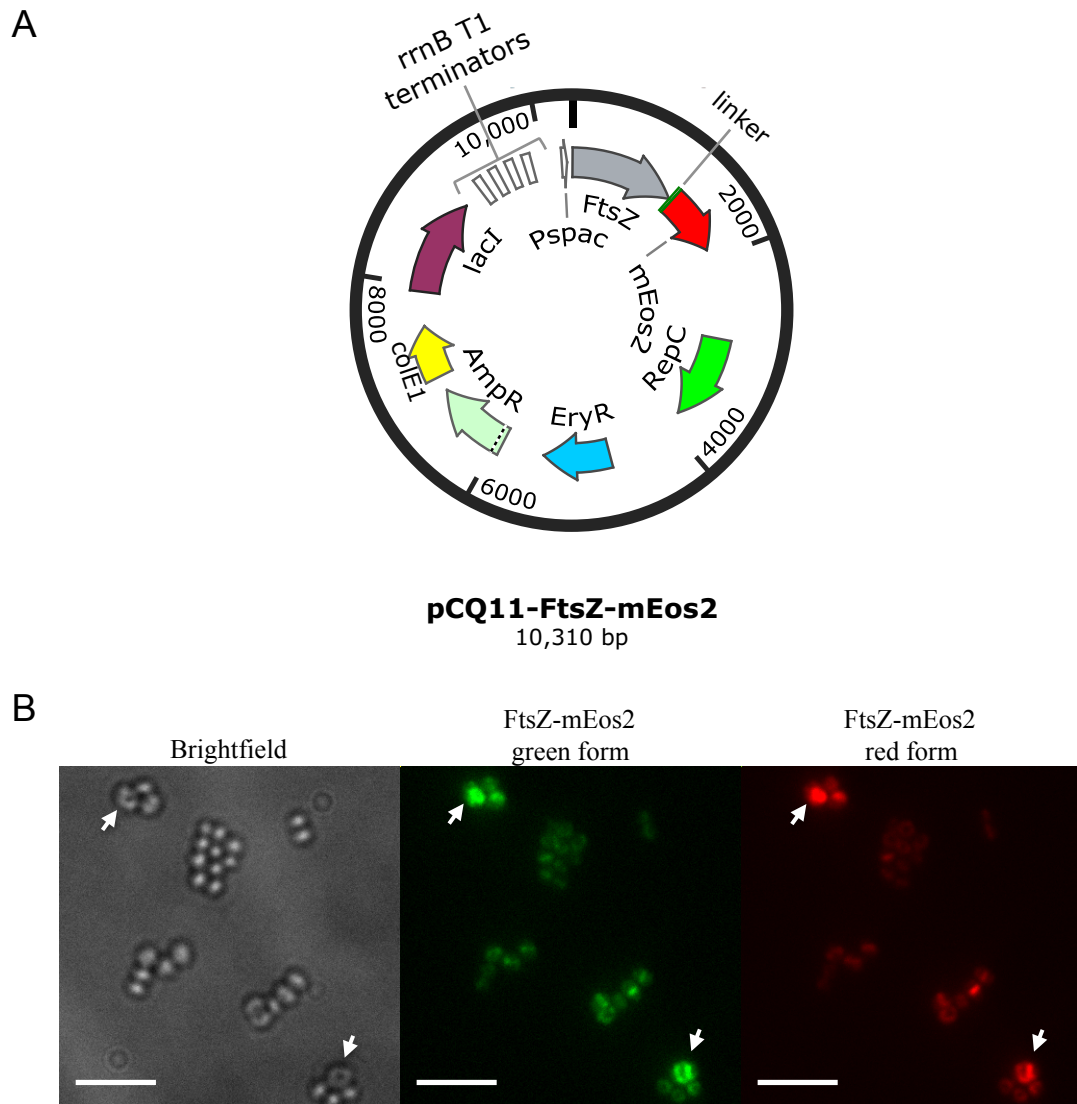 A
rrnB T1
terminators
linker
10,000
2000
FtsZ
Pspac
lacI
mEos2
8000
RepC
colE1
AmpR
EryR
4000
6000
pCQ11-FtsZ-mEos2
10,310 bp
B
Brightfield
FtsZ-mEos2
green form
FtsZ-mEos2
red form